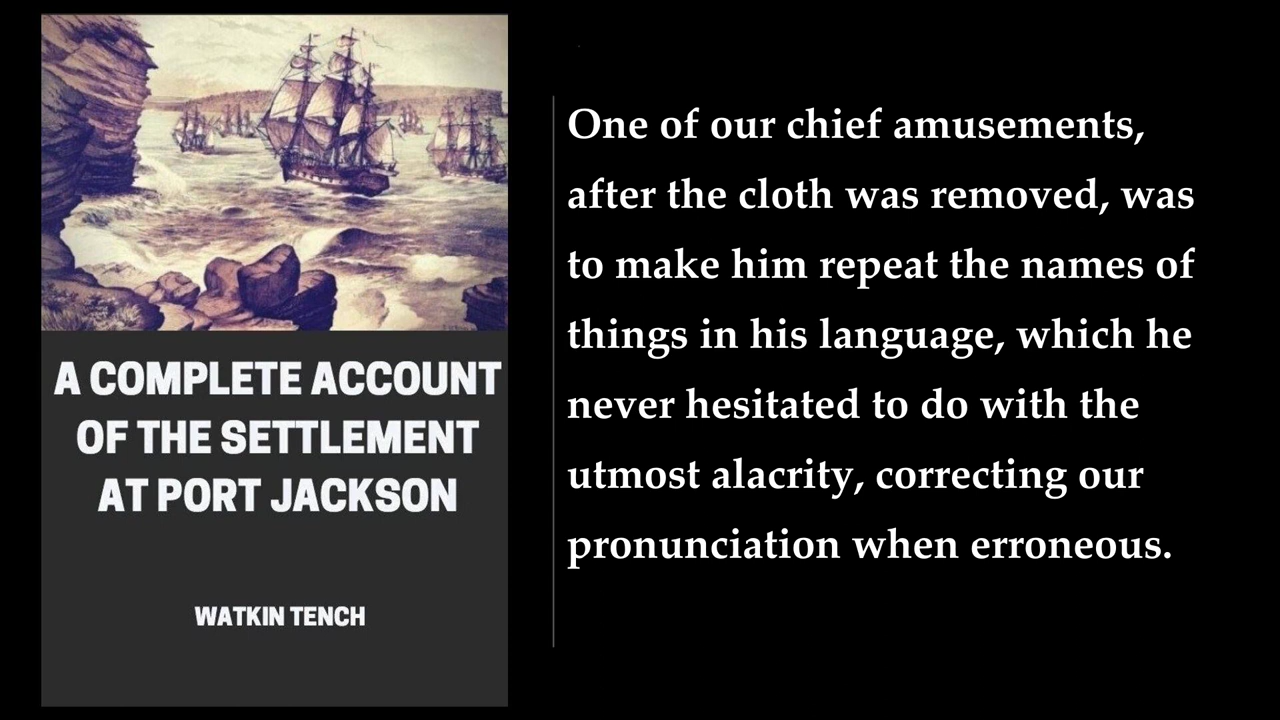 A COMPLETE ACCOUNT
OF THE SETTLEMENT
AT PORT JACKSON
WATKIN TENCH
One of our chief amusements,
after the cloth was removed, was
to make him repeat the names of
things in his language, which he
never hesitated to do with the
utmost alacrity, correcting our
pronunciation when erroneous.